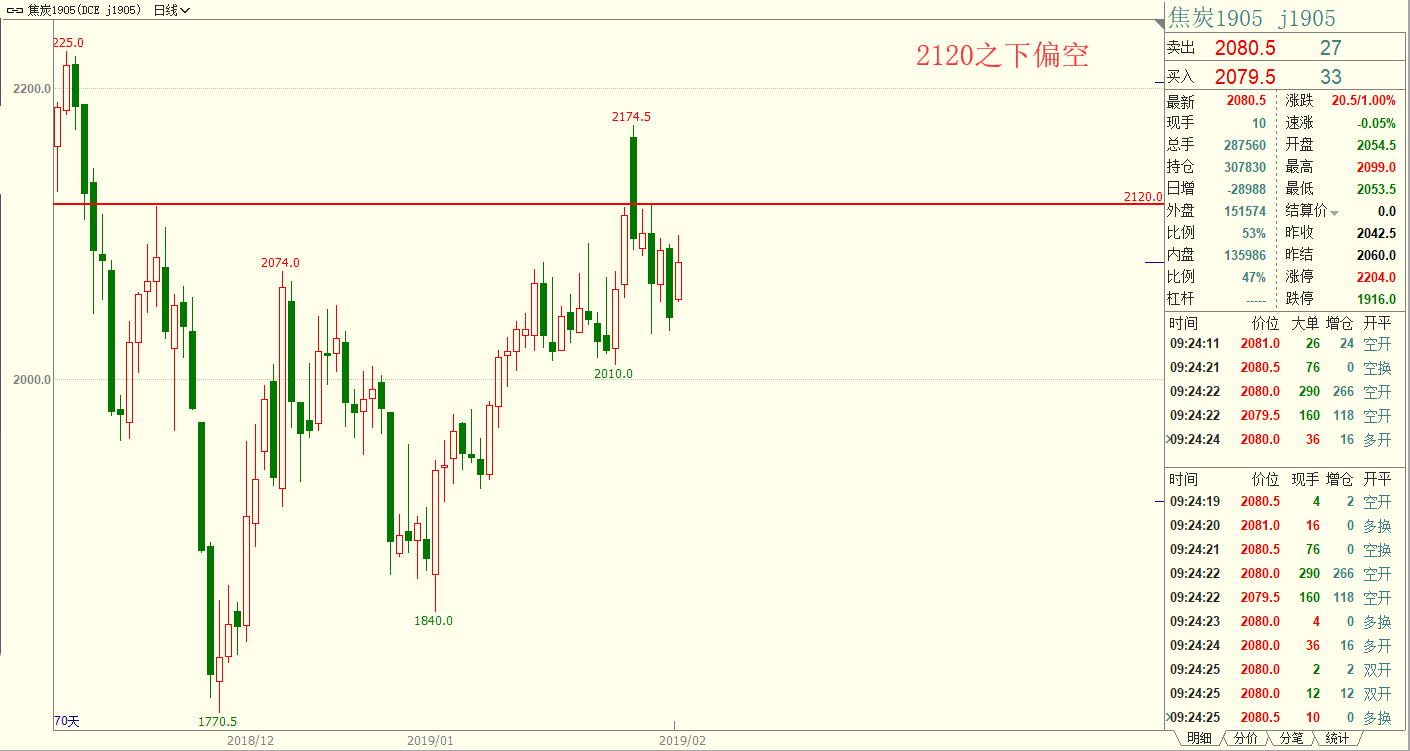 焦炭1905(DCE j1905) 日线
225.0
2120之下偏空
2200.0
2174.5
2120.0
2074.0
2010.0
2000.0
1840.0
1770.5
70天
2018/12 2019/01 2019/02
焦炭1905 j1905
卖出 2080.5 27
买入 2079.5 33
最新 2080.5 涨跌 20.5/1.00%
现手 10 速涨 -0.05%
总手 287560 开盘 2054.5
持仓 307830 最高 2099.0
日增 -28988 最低 2053.5
外盘 151574 结算价 0.0
比例 53% 昨收 2042.5
内盘 135986 昨结 2060.0
比例 47% 涨停 2204.0
杠杆 ----- 跌停 1916.0
时间 价位 大单 增仓 开平
09:24:11 2081.0 26 24 空开
09:24:21 2080.5 76 0 空换
09:24:22 2080.0 290 266 空开
09:24:22 2079.5 160 118 空开
09:24:24 2080.0 36 16 多开
时间 价位 现手 增仓 开平
09:24:19 2080.5 4 2 空开
09:24:20 2081.0 16 0 多换
09:24:21 2080.5 76 0 空换
09:24:22 2080.0 290 266 空开
09:24:22 2079.5 160 118 空开
09:24:23 2080.0 4 0 多换
09:24:24 2080.0 36 16 多开
09:24:25 2080.0 2 2 双开
09:24:25 2080.0 12 12 双开
09:24:25 2080.5 10 0 多换
明细 分价 分笔 统计